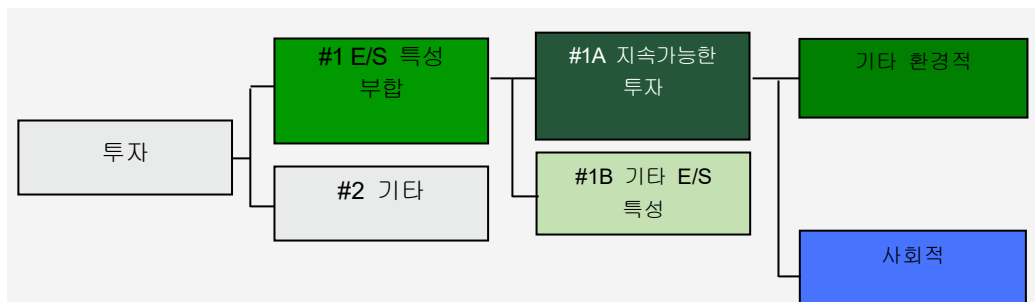 투자
#1 E/S 특성
부합
#2 기타
#1A 지속가능한
투자
#1B 기타 E/S
특성
기타 환경적
사회적